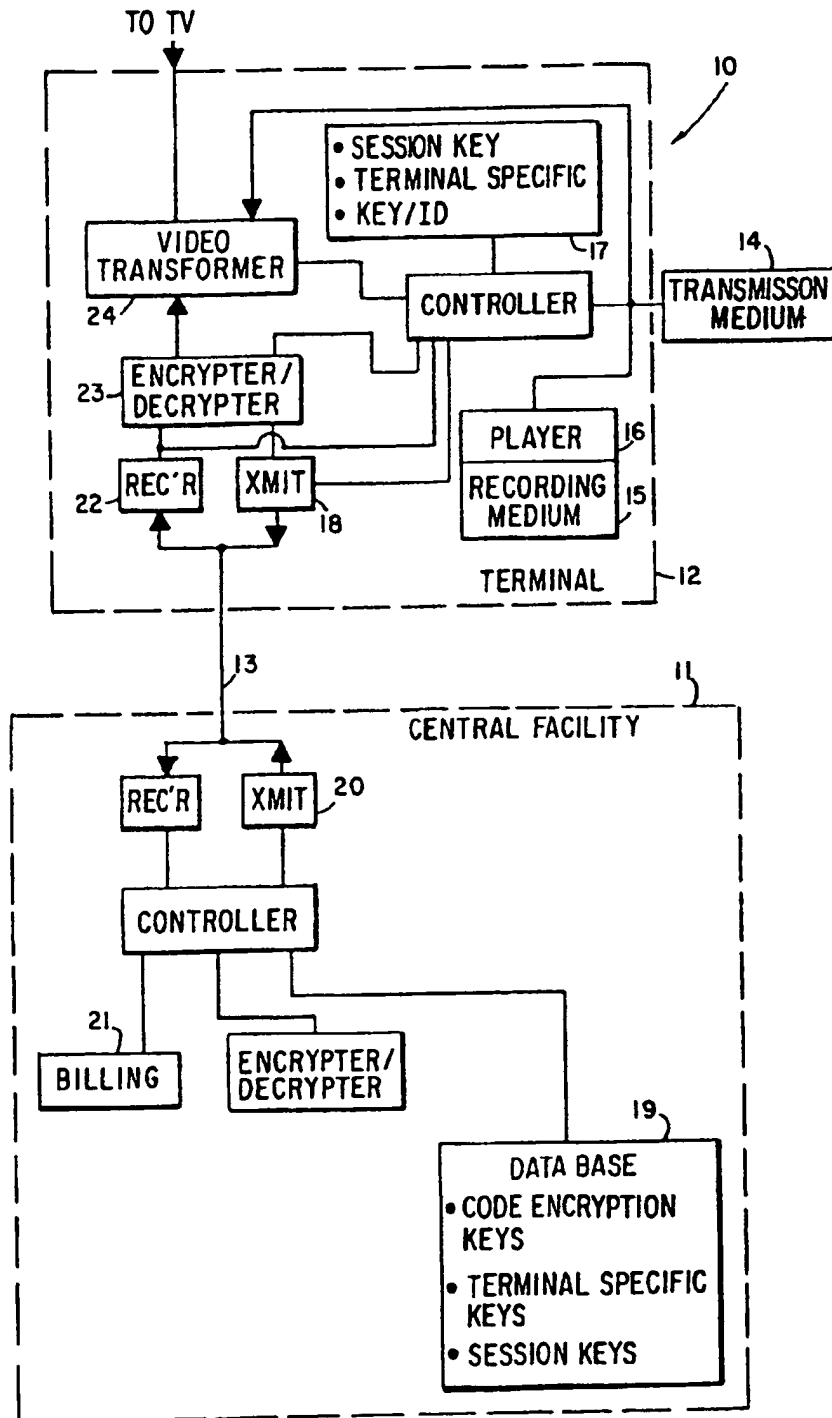 TO TV
10
• SESSION KEY
• TERMINAL SPECIFIC
• KEY/ID
17
VIDEO
TRANSFORMER
24
CONTROLLER
14
TRANSMISSON
MEDIUM
23
ENCRYPTER/
DECRYPTER
PLAYER
16
RECORDING
MEDIUM
15
22
REC'R
XMIT
18
TERMINAL
12
13
11
CENTRAL FACILITY
REC'R
XMIT
20
CONTROLLER
21
BILLING
ENCRYPTER/
DECRYPTER
19
DATA BASE
• CODE ENCRYPTION
KEYS
• TERMINAL SPECIFIC
KEYS
• SESSION KEYS